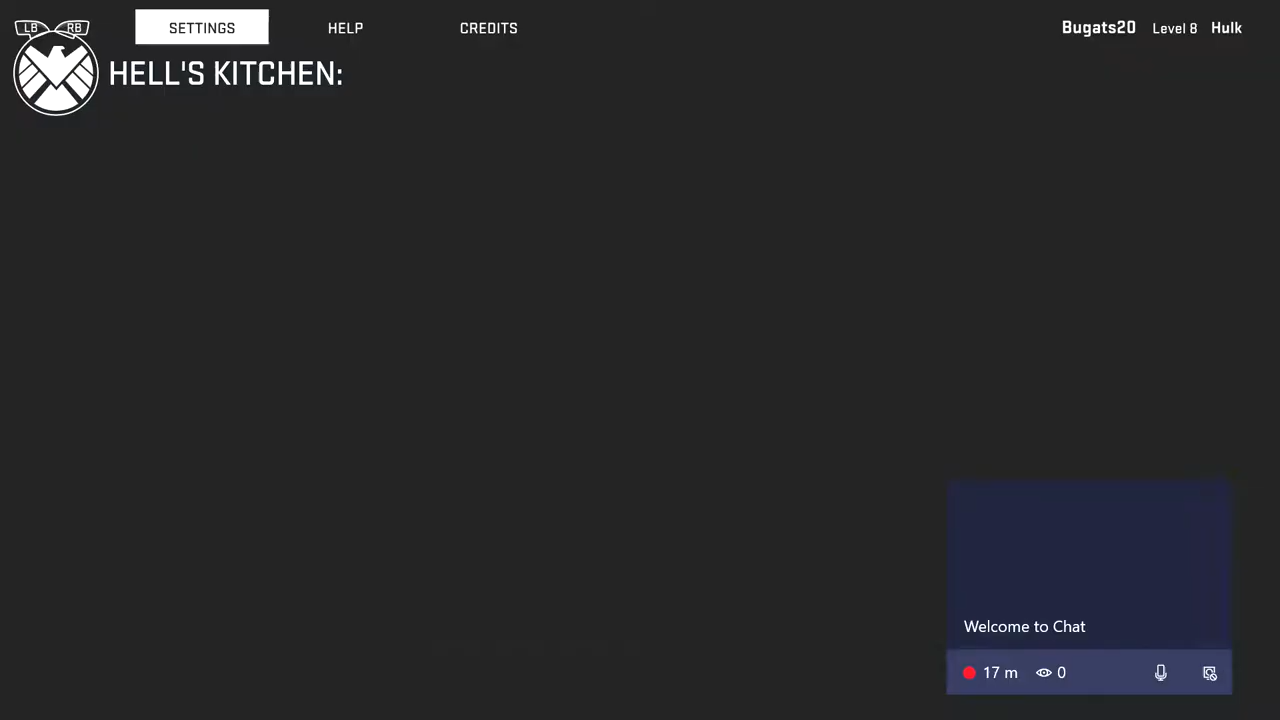 LB RB SETTINGS HELP CREDITS Bugats20 Level 8 Hulk
HELL'S KITCHEN:
Welcome to Chat
17 m 0